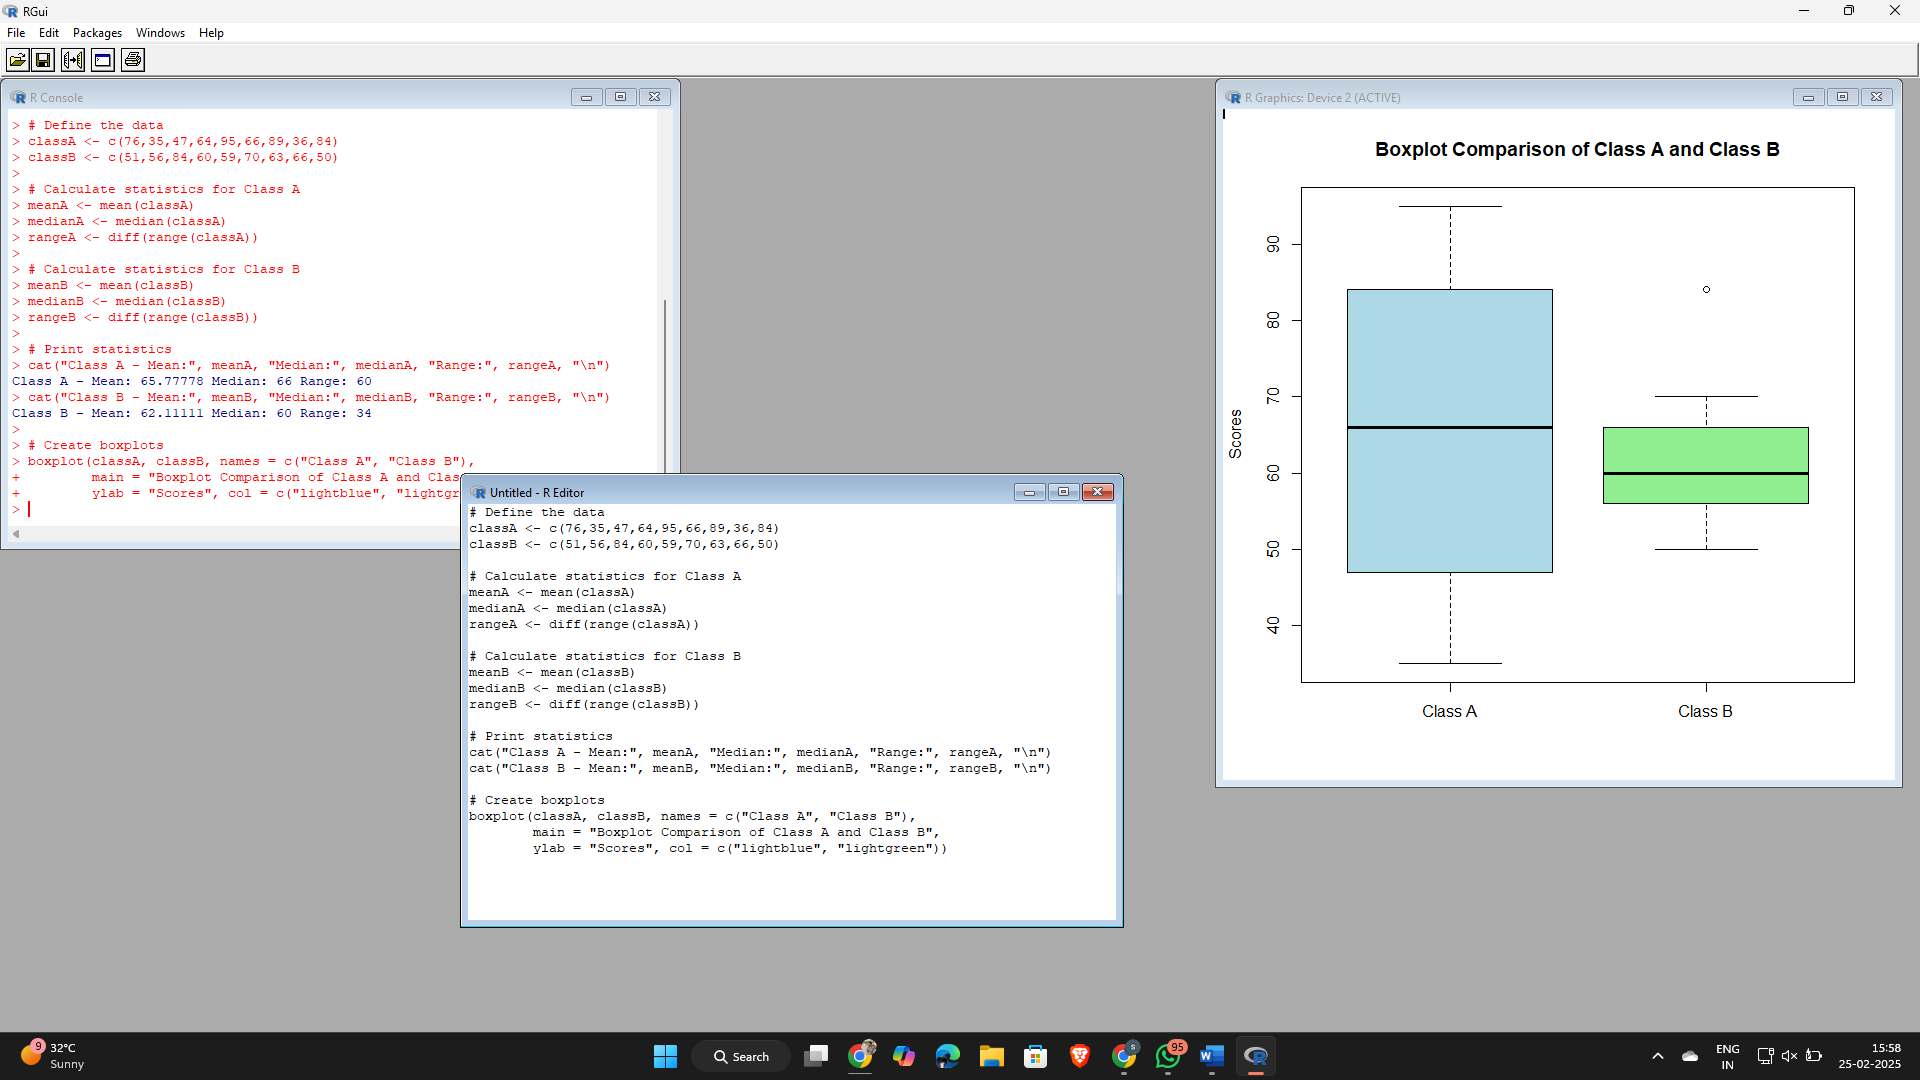 RGui
File Edit Packages Windows Help
R Console
> # Define the data
> classA <- c(76,35,47,64,95,66,89,36,84)
> classB <- c(51,56,84,60,59,70,63,66,50)
>
> # Calculate statistics for Class A
> meanA <- mean(classA)
> medianA <- median(classA)
> rangeA <- diff(range(classA))
>
> # Calculate statistics for Class B
> meanB <- mean(classB)
> medianB <- median(classB)
> rangeB <- diff(range(classB))
>
> # Print statistics
> cat("Class A - Mean:", meanA, "Median:", medianA, "Range:", rangeA, "\n")
Class A - Mean: 65.77778 Median: 66 Range: 60
> cat("Class B - Mean:", meanB, "Median:", medianB, "Range:", rangeB, "\n")
Class B - Mean: 62.11111 Median: 60 Range: 34
>
> # Create boxplots
> boxplot(classA, classB, names = c("Class A", "Class B"),
+         main = "Boxplot Comparison of Class A and Clas
+         ylab = "Scores", col = c("lightblue", "lightgr
>
Untitled - R Editor
# Define the data
classA <- c(76,35,47,64,95,66,89,36,84)
classB <- c(51,56,84,60,59,70,63,66,50)

# Calculate statistics for Class A
meanA <- mean(classA)
medianA <- median(classA)
rangeA <- diff(range(classA))

# Calculate statistics for Class B
meanB <- mean(classB)
medianB <- median(classB)
rangeB <- diff(range(classB))

# Print statistics
cat("Class A - Mean:", meanA, "Median:", medianA, "Range:", rangeA, "\n")
cat("Class B - Mean:", meanB, "Median:", medianB, "Range:", rangeB, "\n")

# Create boxplots
boxplot(classA, classB, names = c("Class A", "Class B"),
        main = "Boxplot Comparison of Class A and Class B",
        ylab = "Scores", col = c("lightblue", "lightgreen"))
R Graphics: Device 2 (ACTIVE)
Boxplot Comparison of Class A and Class B
Scores
90
80
70
60
50
40
Class A Class B
9
32°C
Sunny
Search
S
95
ENG
IN
15:58
25-02-2025